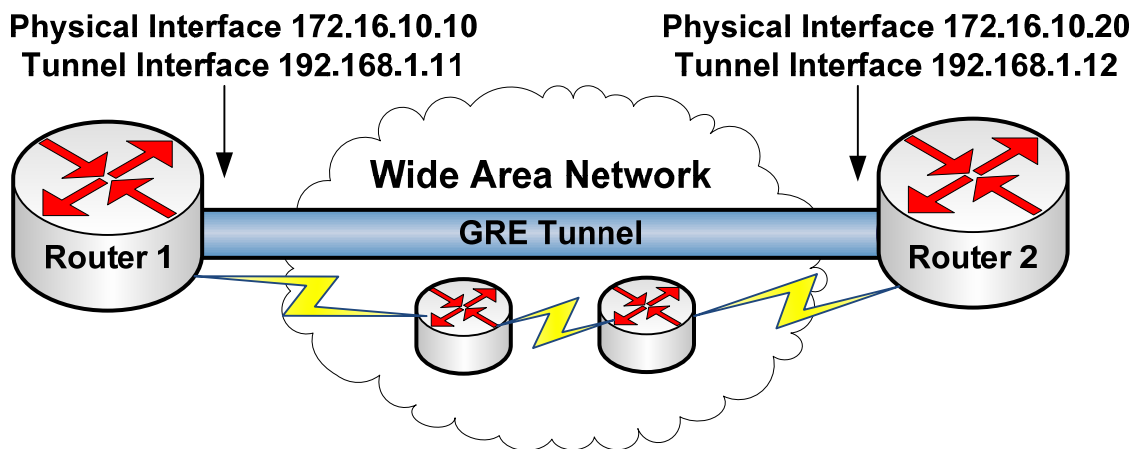 Physical Interface 172.16.10.10
Tunnel Interface 192.168.1.11
Physical Interface 172.16.10.20
Tunnel Interface 192.168.1.12
Wide Area Network
GRE Tunnel
Router 1
Router 2